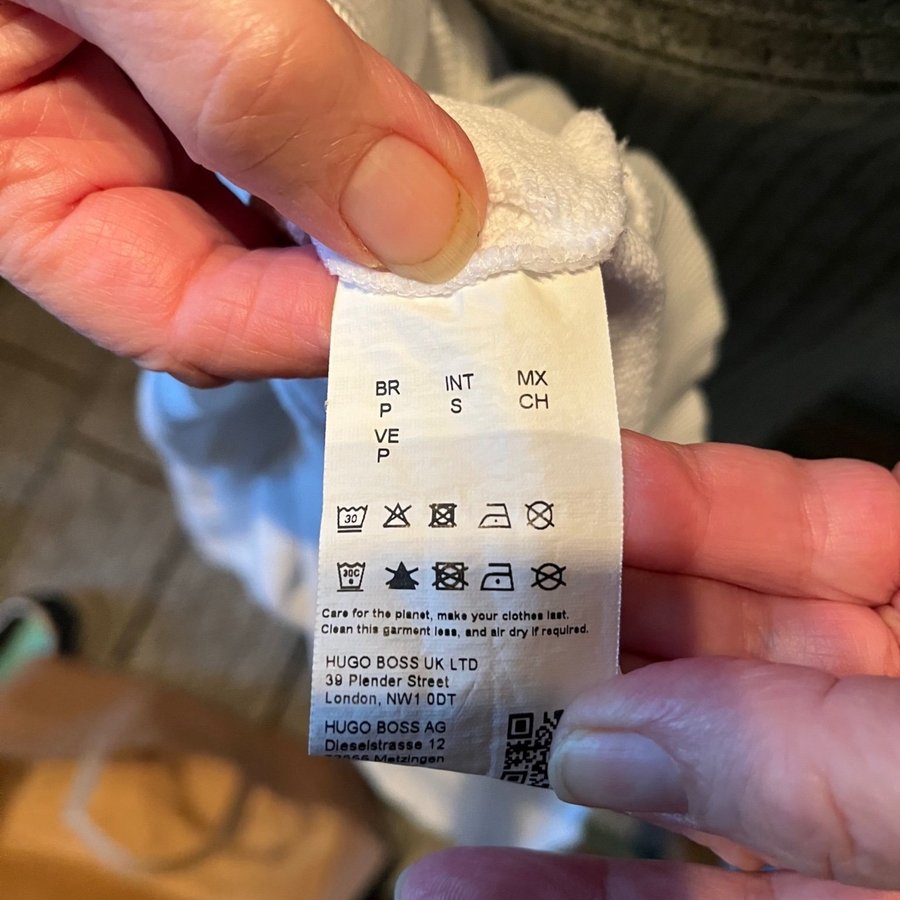 BR INT MX
P S CH
VE
P
30
30C
Care for the planet, make your clothes last.
Clean this garment less, and air dry if required.
HUGO BOSS UK LTD
39 Plender Street
London, NW1 0DT
HUGO BOSS AG
Dieselstrasse 12
Metzingen